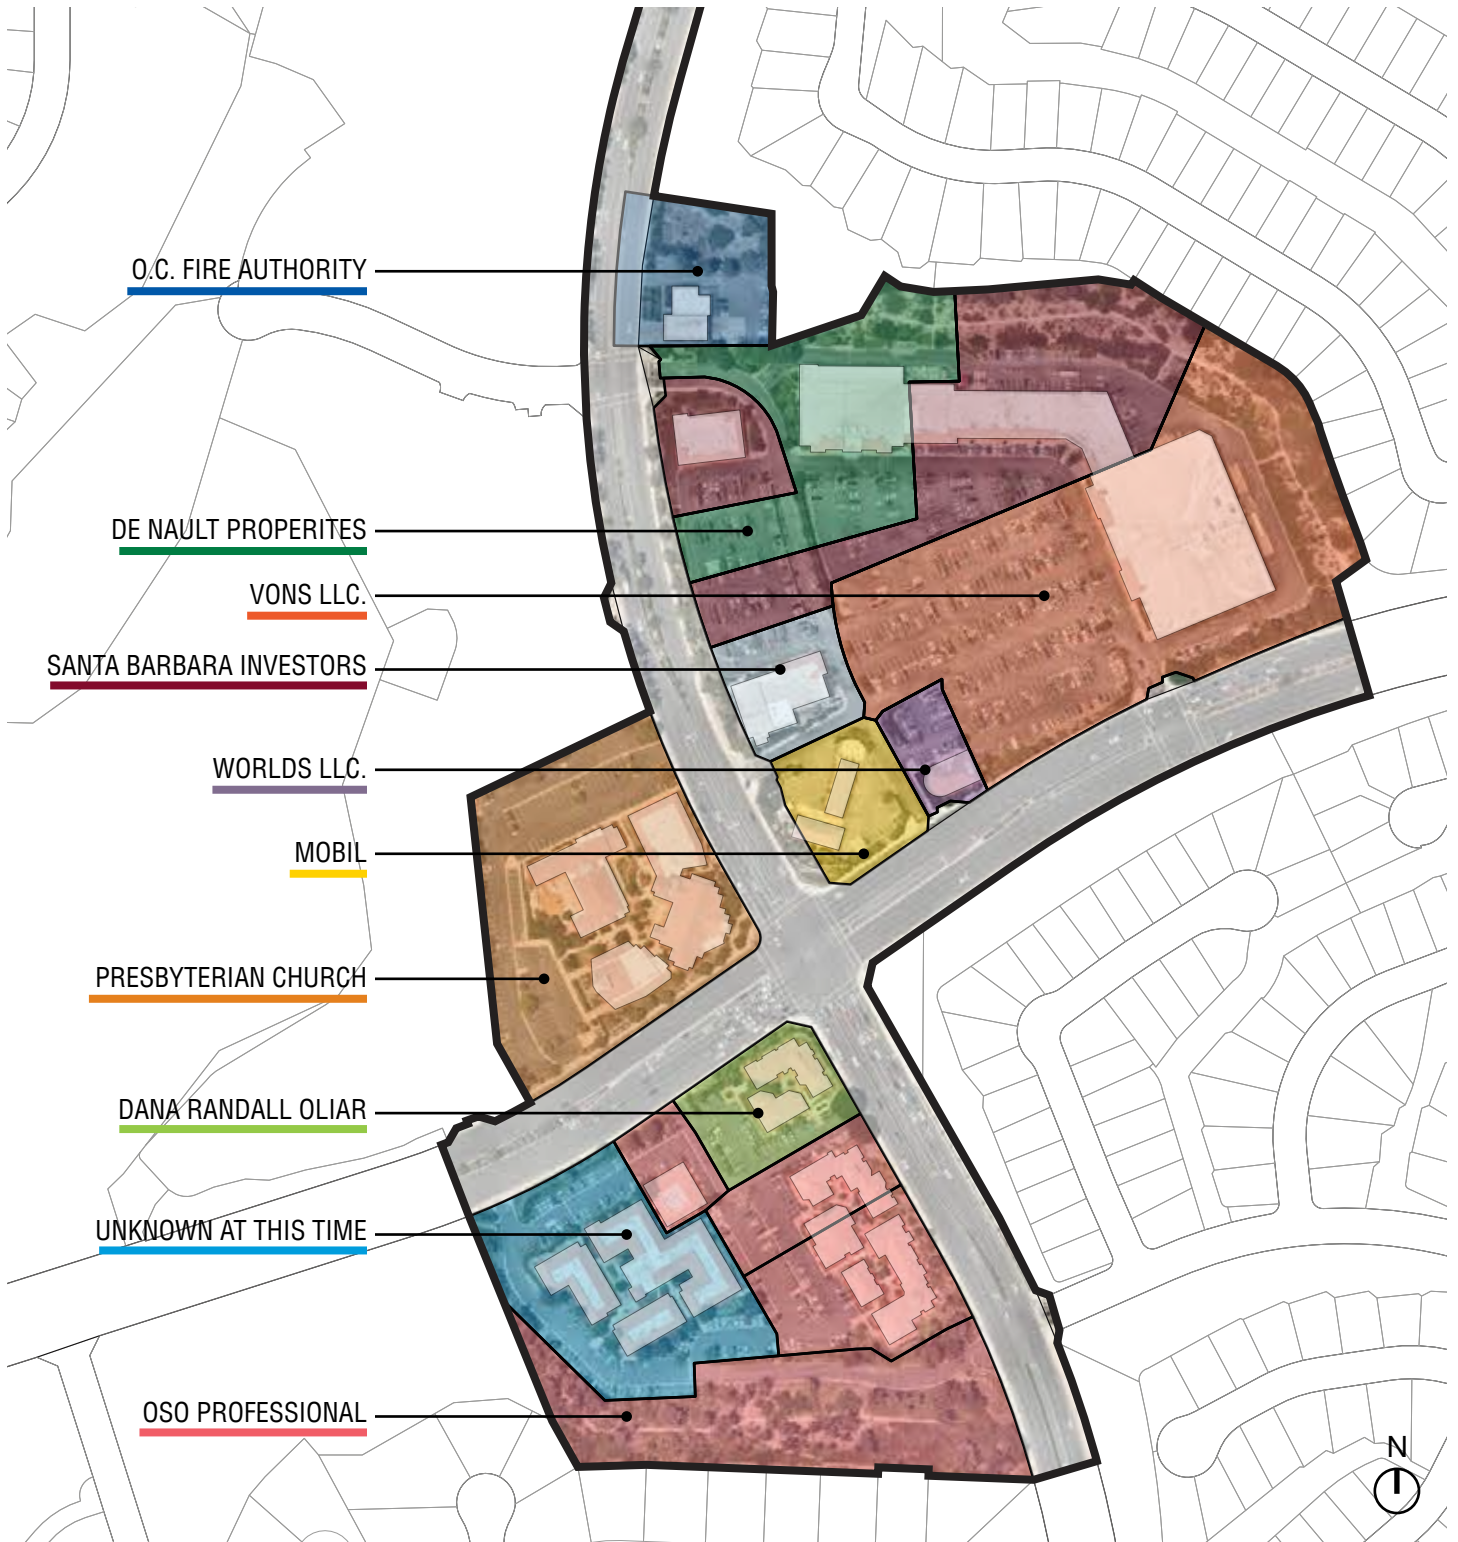 O.C. FIRE AUTHORITY
DE NAULT PROPERITES
VONS LLC.
SANTA BARBARA INVESTORS
WORLDS LLC.
MOBIL
PRESBYTERIAN CHURCH
DANA RANDALL OLIAR
UNKNOWN AT THIS TIME
OSO PROFESSIONAL
N